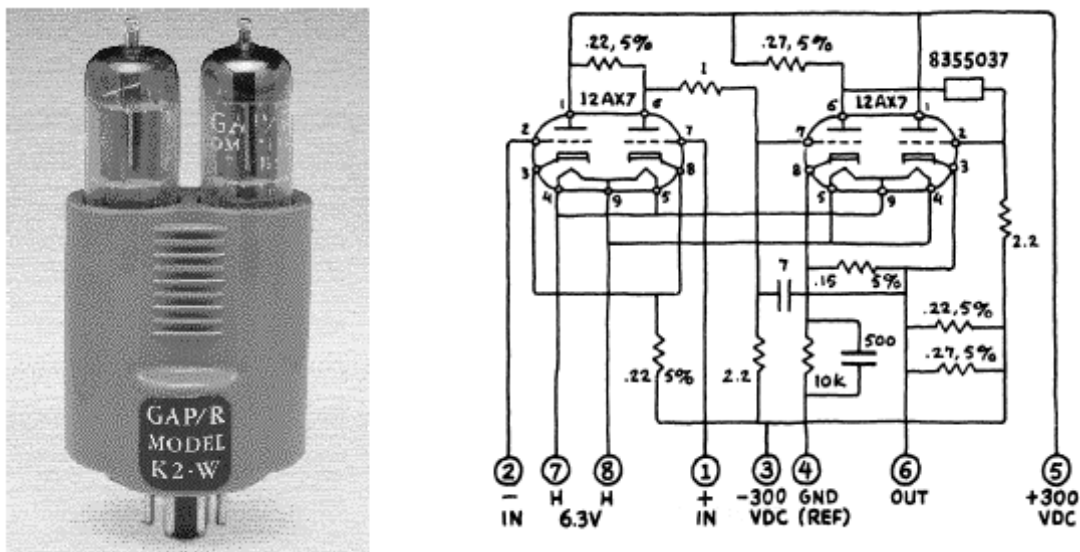 GAP/R
MODEL
K2-W
.22, 5%
.27, 5%
8355037
1
12AX7
12AX7
1
6
6
1
2
7
7
2
3
8
8
3
4
9
5
5
9
4
2.2
7
.15
5%
.22, 5%
500
.27, 5%
.22
5%
2.2
10K
2
7
8
1
3
4
6
5
–
H
H
+
-300
GND
OUT
+300
IN
6.3V
IN
VDC
(REF)
VDC